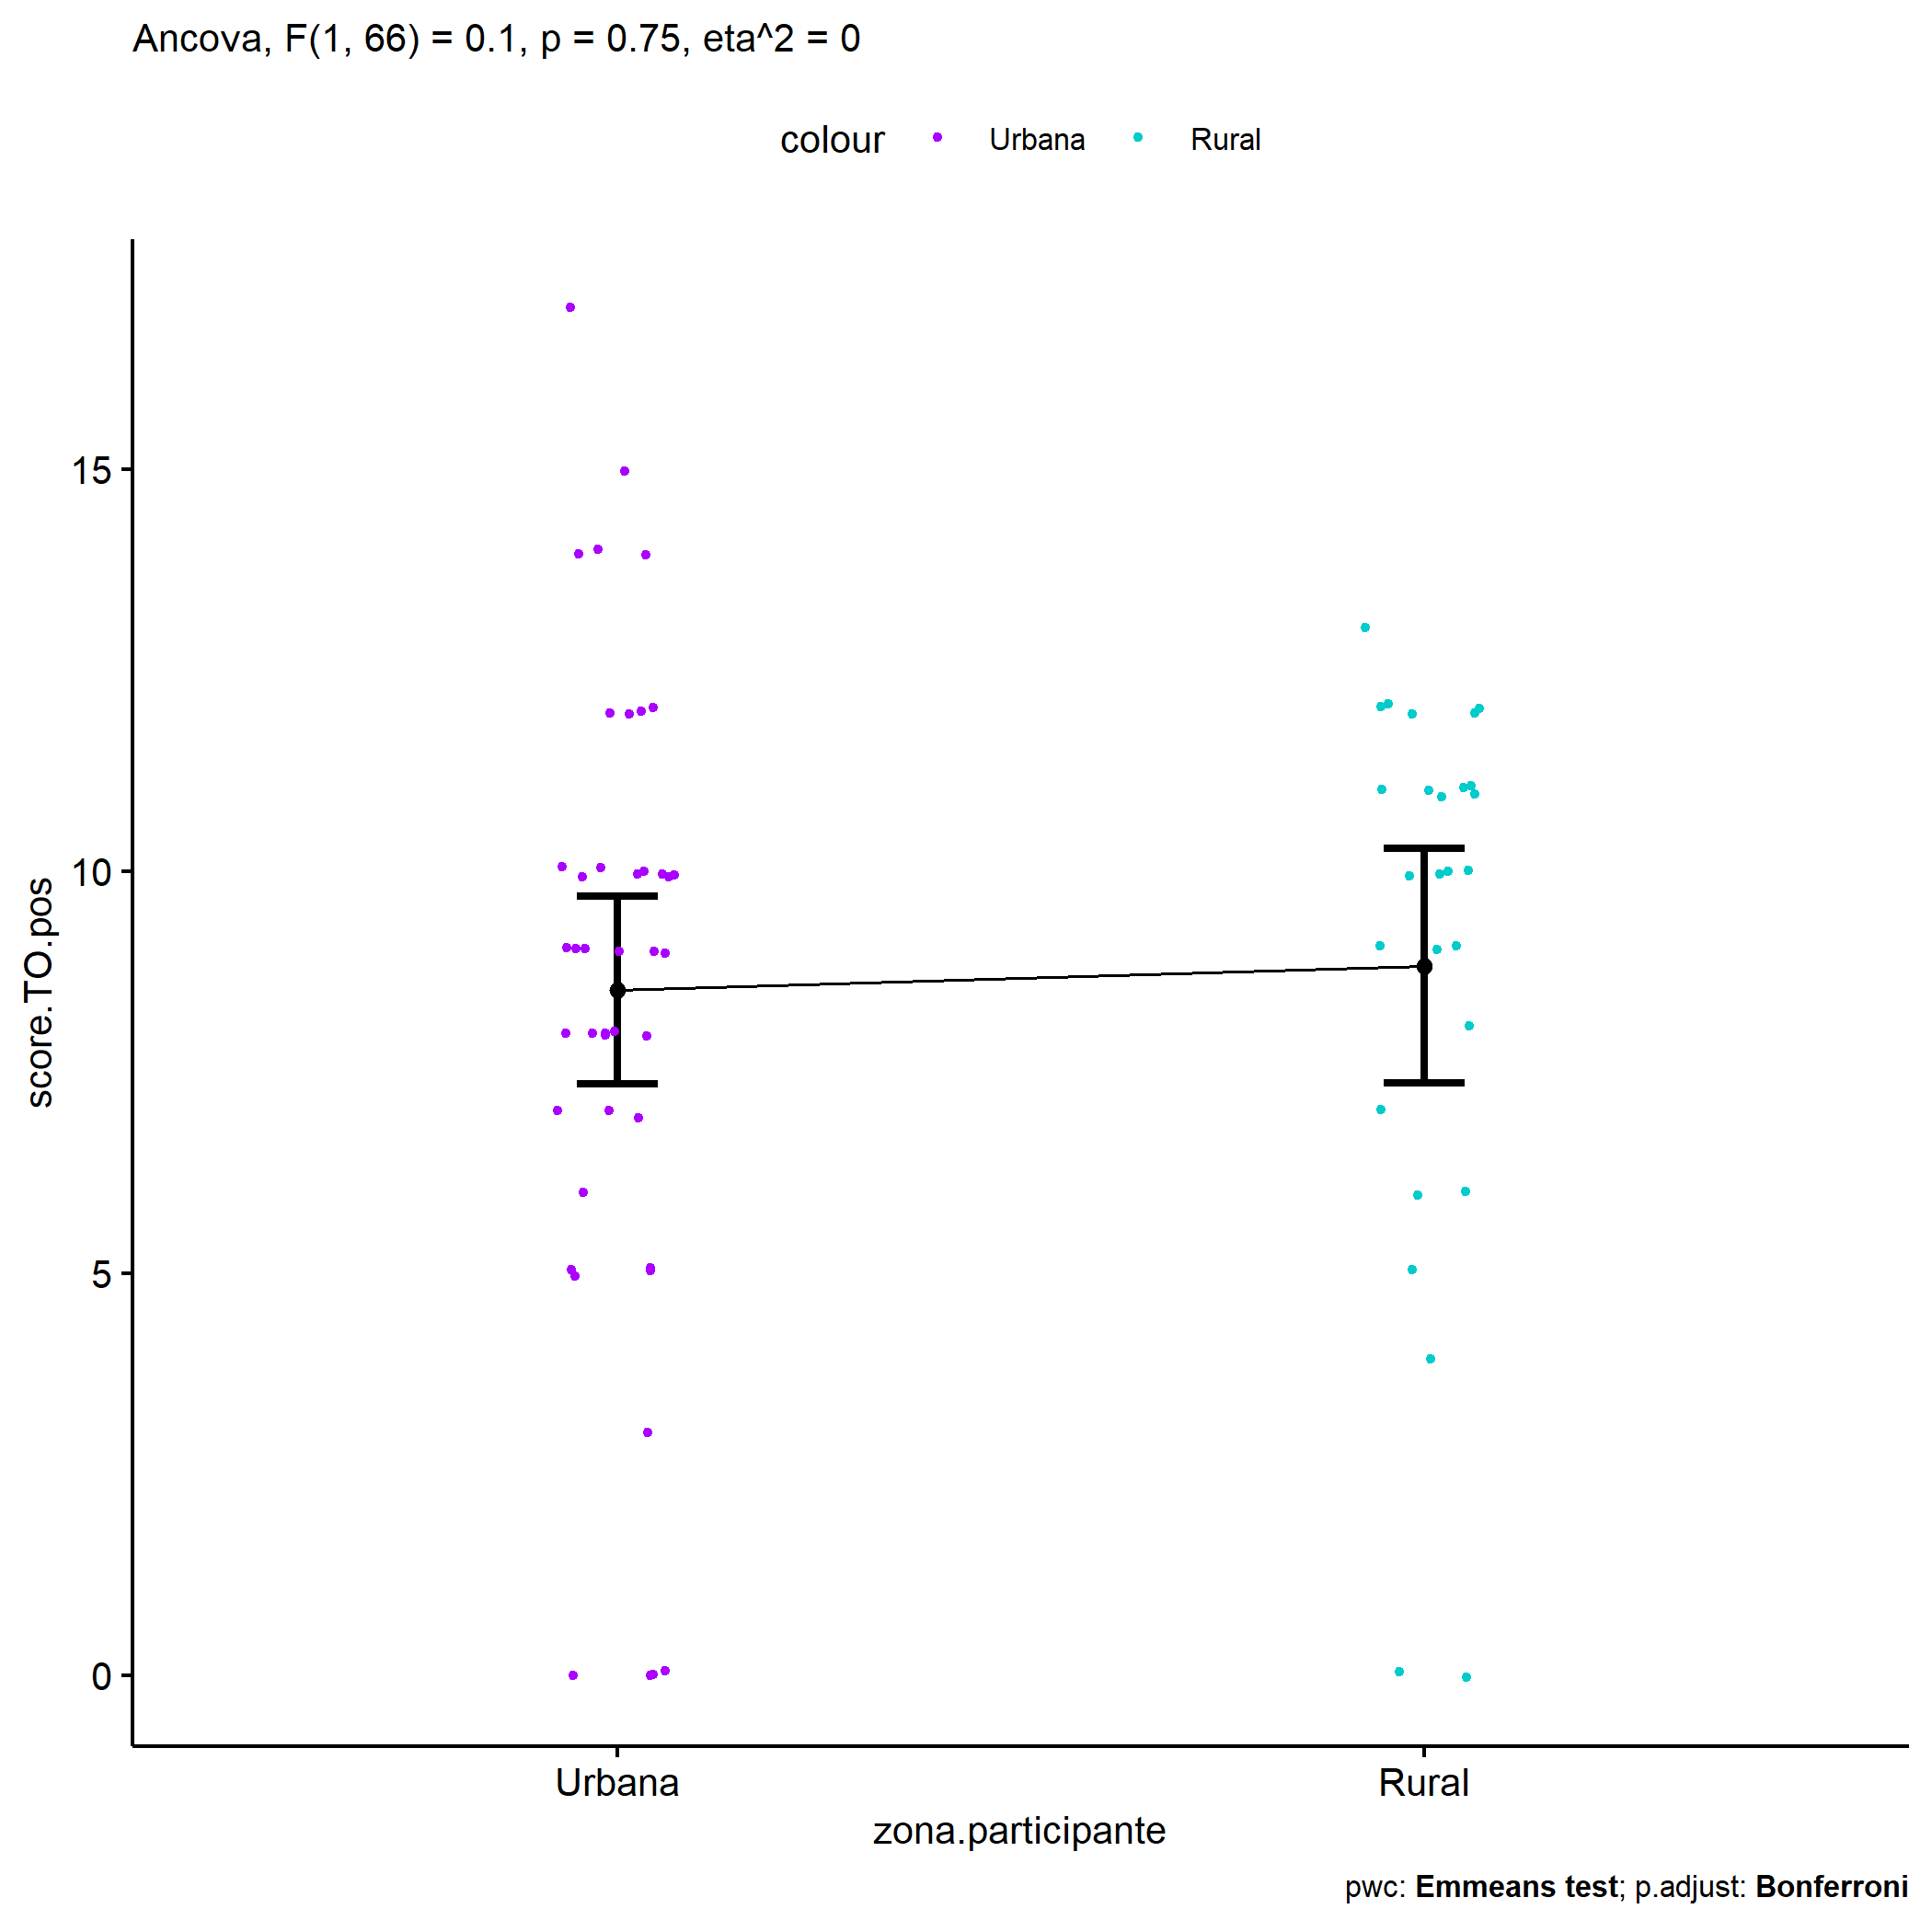 Ancova, F(1, 66) = 0.1, p = 0.75, eta^2 = 0
colour Urbana Rural
15
10
5
0
score.TO.pos
Urbana Rural
zona.participante
pwc: Emmeans test; p.adjust: Bonferroni